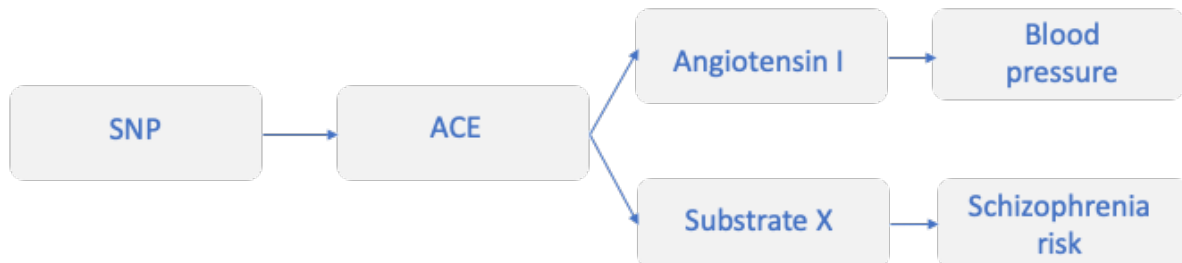 SNP
ACE
Angiotensin I
Blood
pressure
Substrate X
Schizophrenia
risk